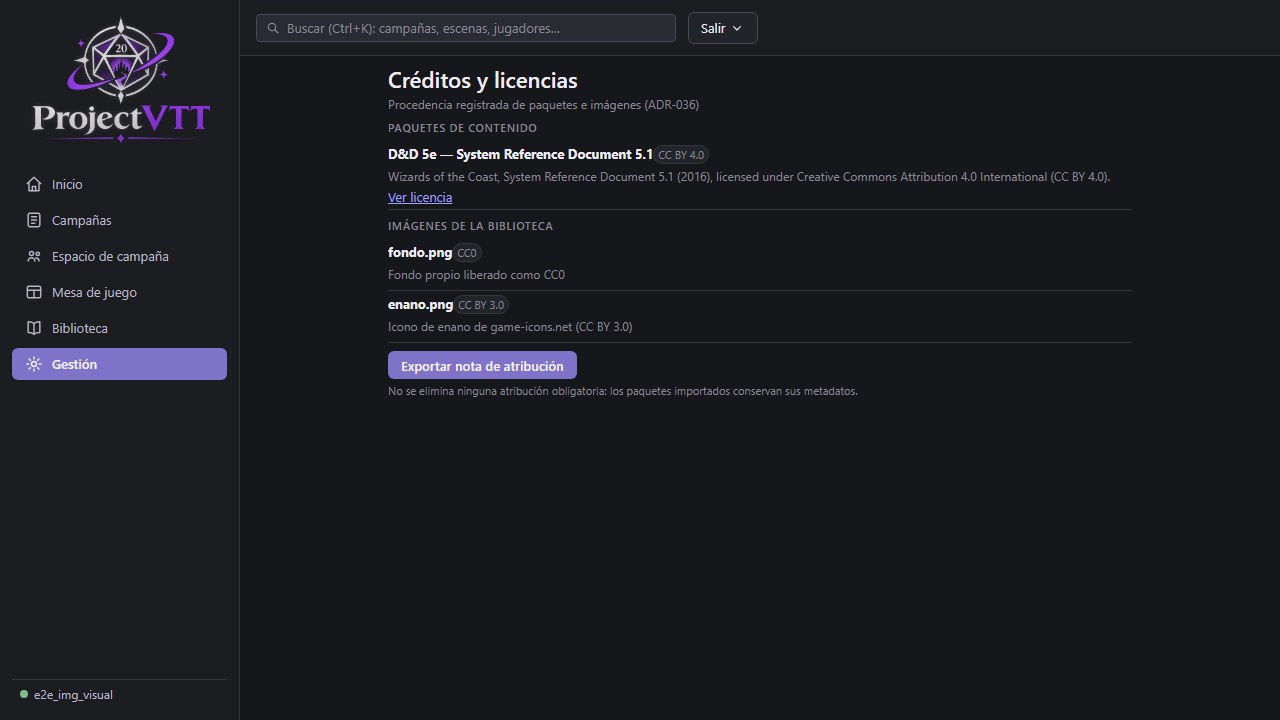 20
ProjectVTT
Inicio
Campañas
Espacio de campaña
Mesa de juego
Biblioteca
Gestión
e2e_img_visual
Buscar (Ctrl+K): campañas, escenas, jugadores...
Salir
Créditos y licencias
Procedencia registrada de paquetes e imágenes (ADR-036)
PAQUETES DE CONTENIDO
D&D 5e — System Reference Document 5.1 CC BY 4.0
Wizards of the Coast, System Reference Document 5.1 (2016), licensed under Creative Commons Attribution 4.0 International (CC BY 4.0).
Ver licencia
IMÁGENES DE LA BIBLIOTECA
fondo.png CC0
Fondo propio liberado como CC0
enano.png CC BY 3.0
Icono de enano de game-icons.net (CC BY 3.0)
Exportar nota de atribución
No se elimina ninguna atribución obligatoria: los paquetes importados conservan sus metadatos.